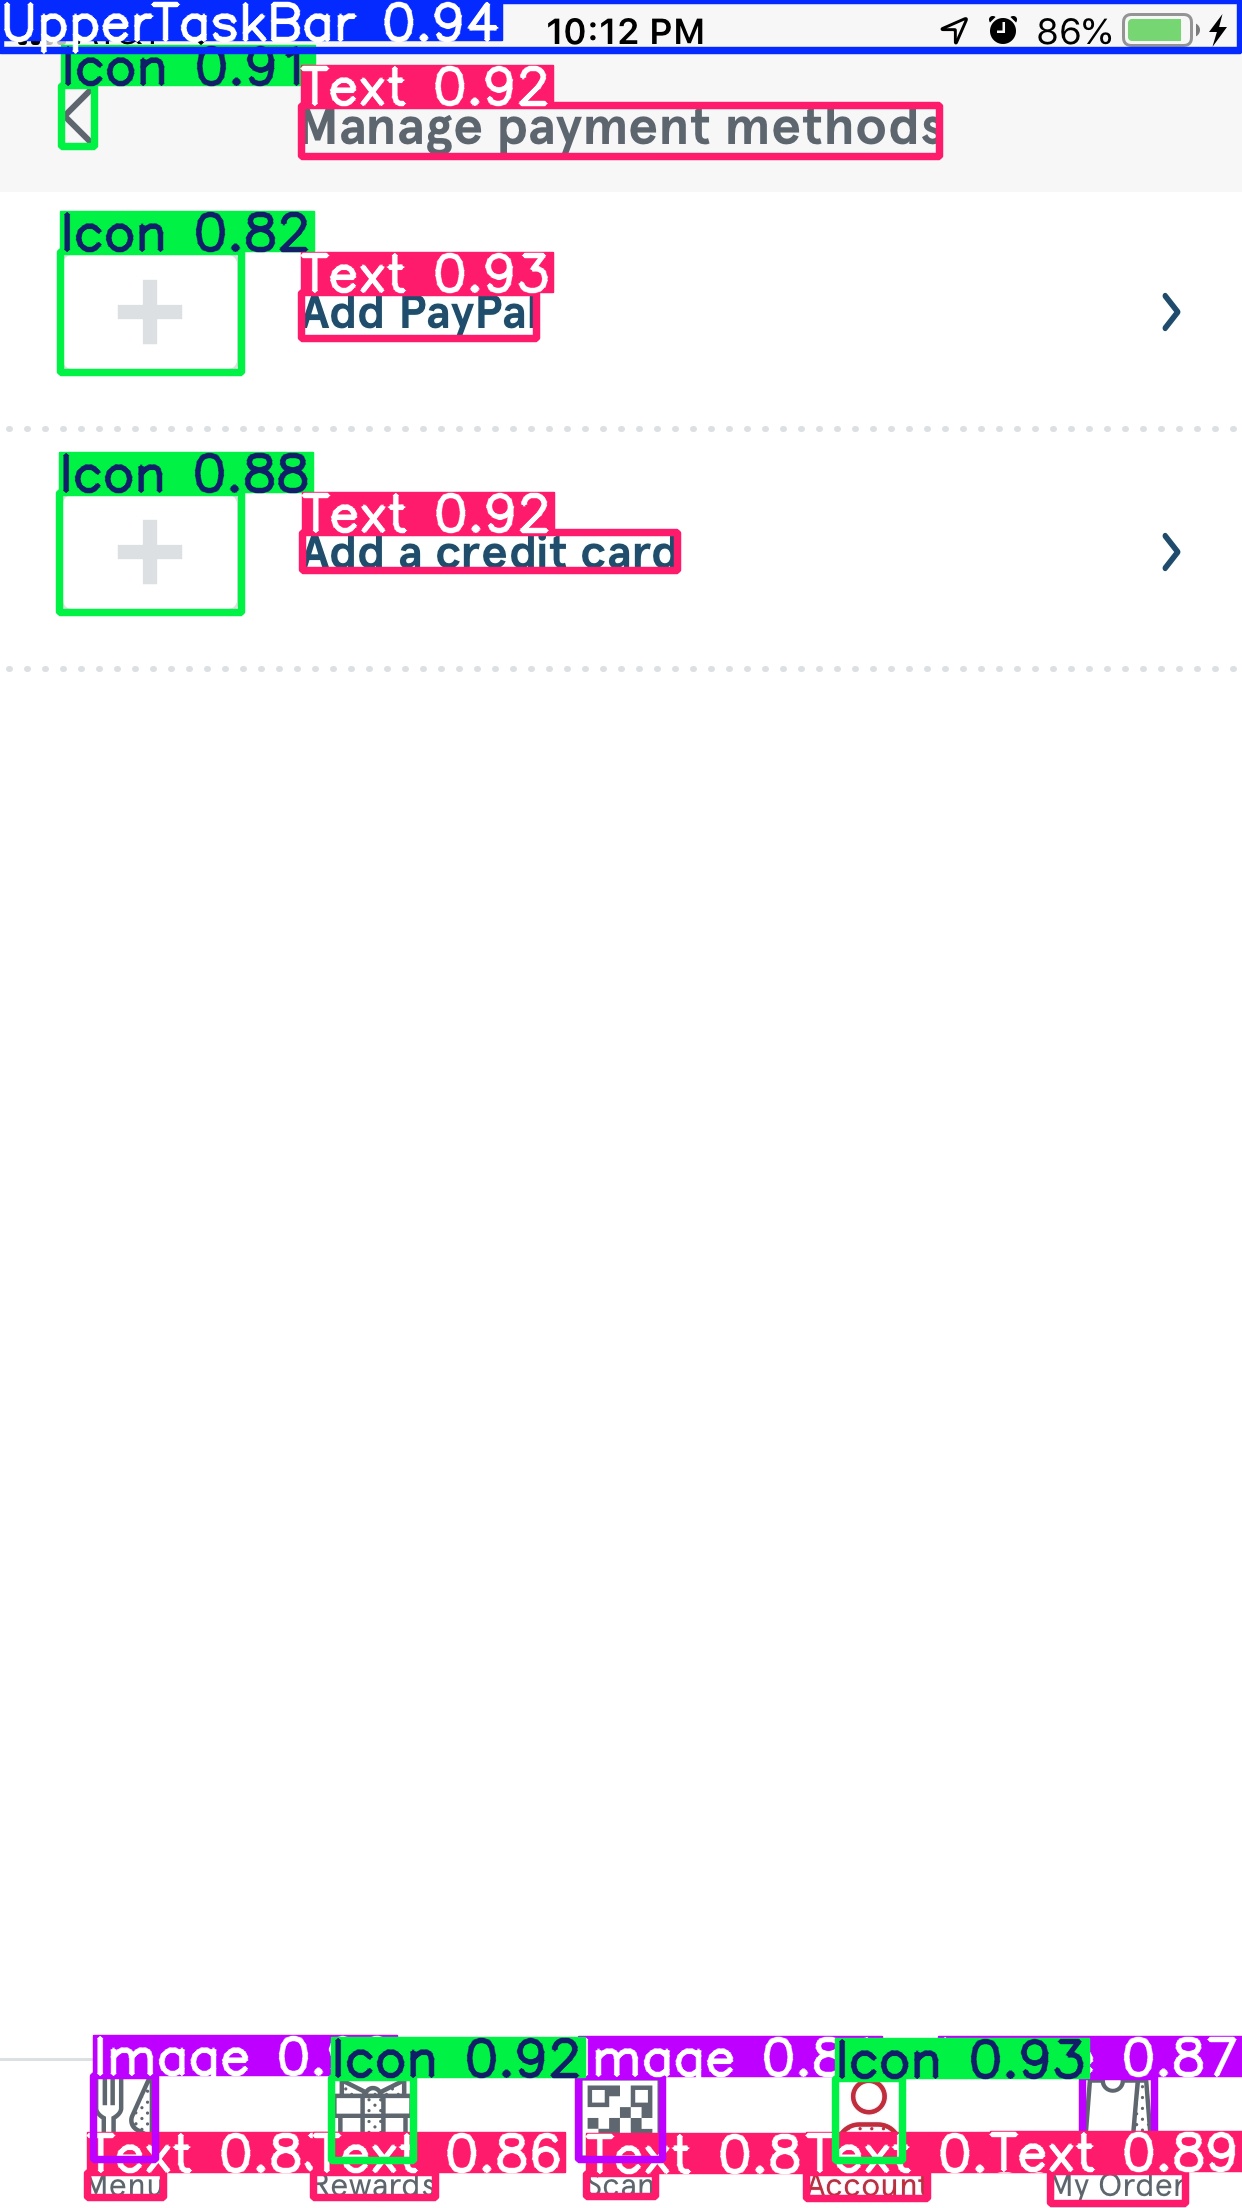 UpperTaskBar 0.94
10:12 PM
86%
Icon 0.91
Text 0.92
Manage payment methods
Icon 0.82
Text 0.93
Add PayPal
Icon 0.88
Text 0.92
Add a credit card
Image 0.
Icon 0.92
Image 0.8
Icon 0.93
0.87
Text 0.8
Text 0.86
Text 0.8
Text 0.
Text 0.89
Menu
Rewards
Scan
Account
My Order